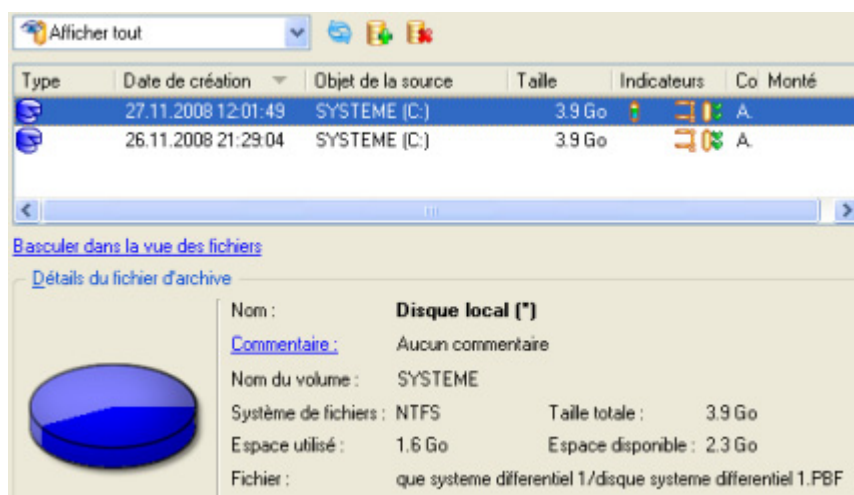 Afficher tout
Type Date de création Objet de la source Taille Indicateurs Co Monté
27.11.2008 12:01:49 SYSTEME (C:) 3.9 Go A.
26.11.2008 21:29:04 SYSTEME (C:) 3.9 Go A.
Basculer dans la vue des fichiers
Détails du fichier d'archive
Nom : Disque local (*)
Commentaire : Aucun commentaire
Nom du volume : SYSTEME
Système de fichiers : NTFS Taille totale : 3.9 Go
Espace utilisé : 1.6 Go Espace disponible : 2.3 Go
Fichier : que systeme differentiel 1/disque systeme differentiel 1.PBF